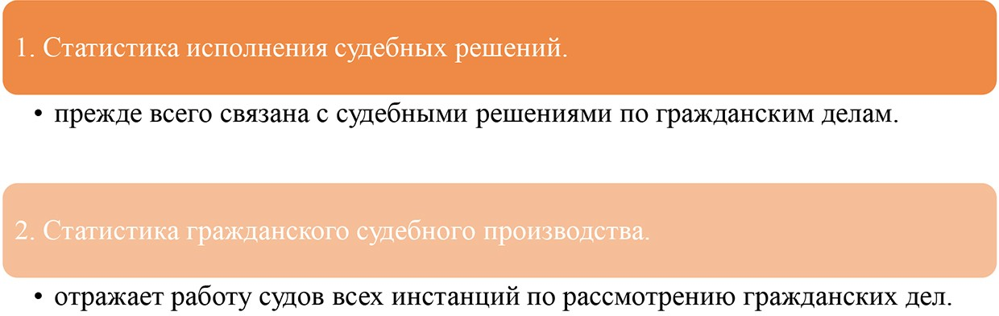 1. Статистика исполнения судебных решений.
• прежде всего связана с судебными решениями по гражданским делам.
2. Статистика гражданского судебного производства.
• отражает работу судов всех инстанций по рассмотрению гражданских дел.